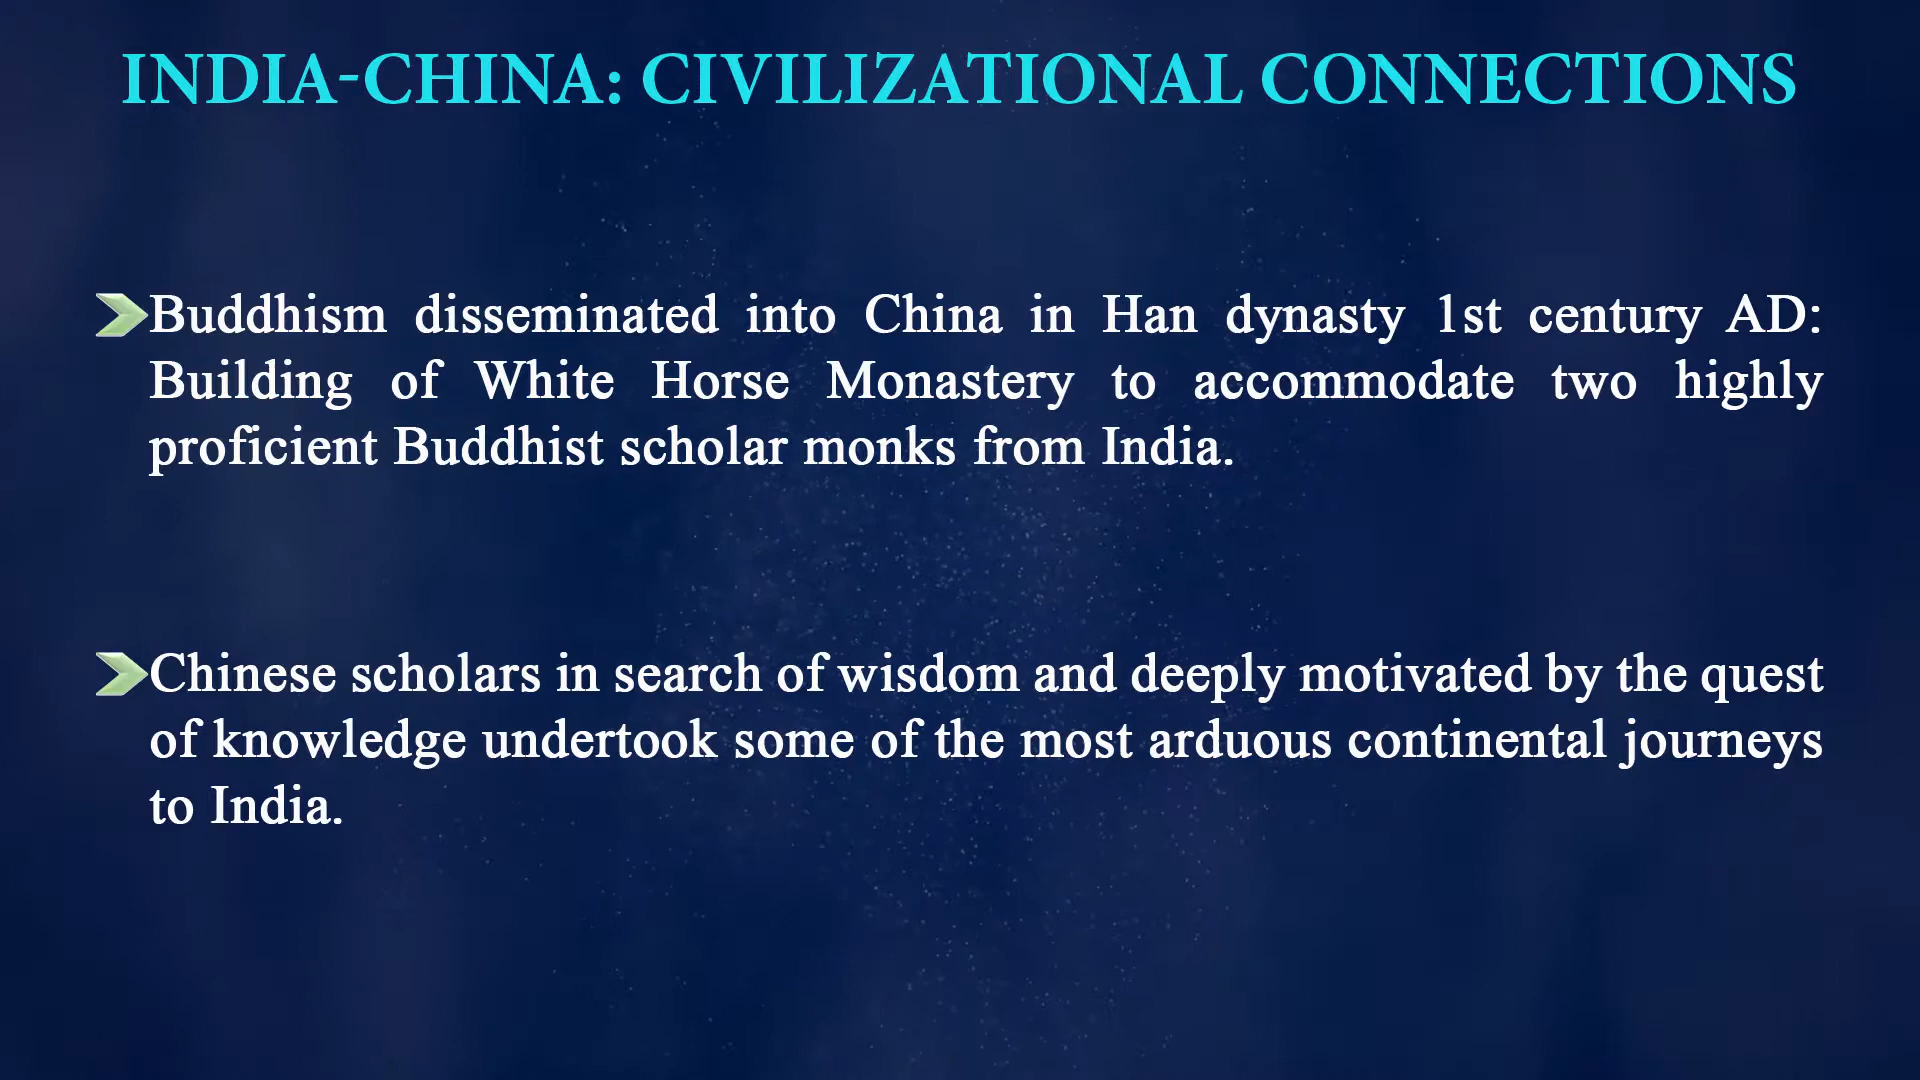 INDIA-CHINA: CIVILIZATIONAL CONNECTIONS
Buddhism disseminated into China in Han dynasty 1st century AD:
Building of White Horse Monastery to accommodate two highly
proficient Buddhist scholar monks from India.
Chinese scholars in search of wisdom and deeply motivated by the quest
of knowledge undertook some of the most arduous continental journeys
to India.